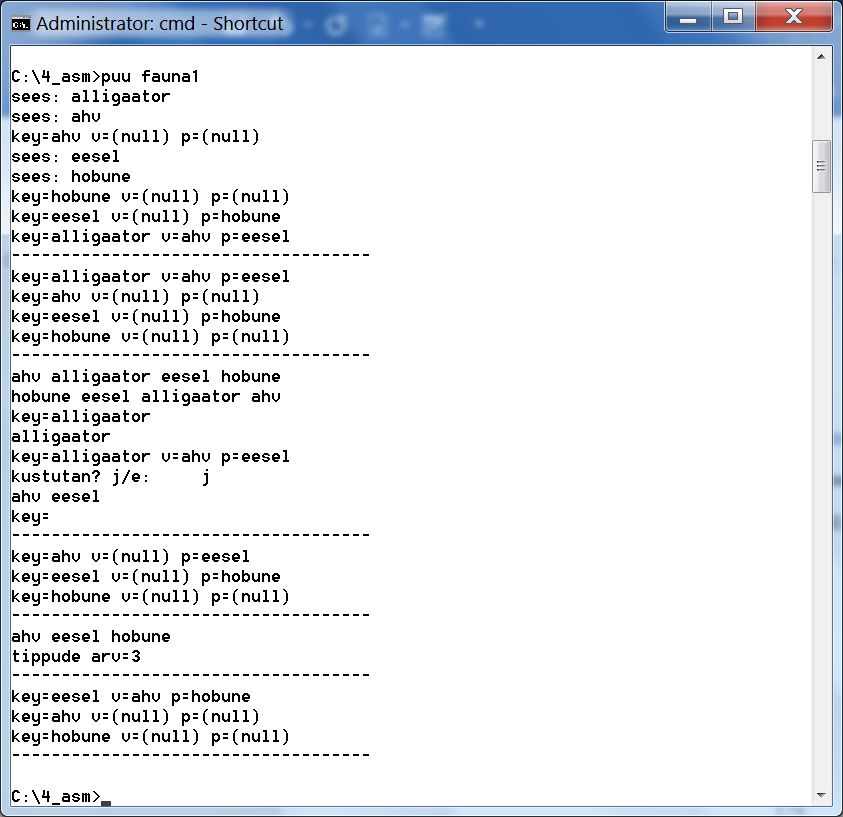 Administrator: cmd - Shortcut
C:\4_asm>puu fauna1
sees: alligaator
sees: ahv
key=ahv v=(null) p=(null)
sees: eesel
sees: hobune
key=hobune v=(null) p=(null)
key=eesel v=(null) p=hobune
key=alligaator v=ahv p=eesel
------------------------------------
key=alligaator v=ahv p=eesel
key=ahv v=(null) p=(null)
key=eesel v=(null) p=hobune
key=hobune v=(null) p=(null)
------------------------------------
ahv alligaator eesel hobune
hobune eesel alligaator ahv
key=alligaator
alligaator
key=alligaator v=ahv p=eesel
kustutan? j/e:     j
ahv eesel
key=
------------------------------------
key=ahv v=(null) p=eesel
key=eesel v=(null) p=hobune
key=hobune v=(null) p=(null)
------------------------------------
ahv eesel hobune
tippude arv=3
------------------------------------
key=eesel v=ahv p=hobune
key=ahv v=(null) p=(null)
key=hobune v=(null) p=(null)
------------------------------------
C:\4_asm>_